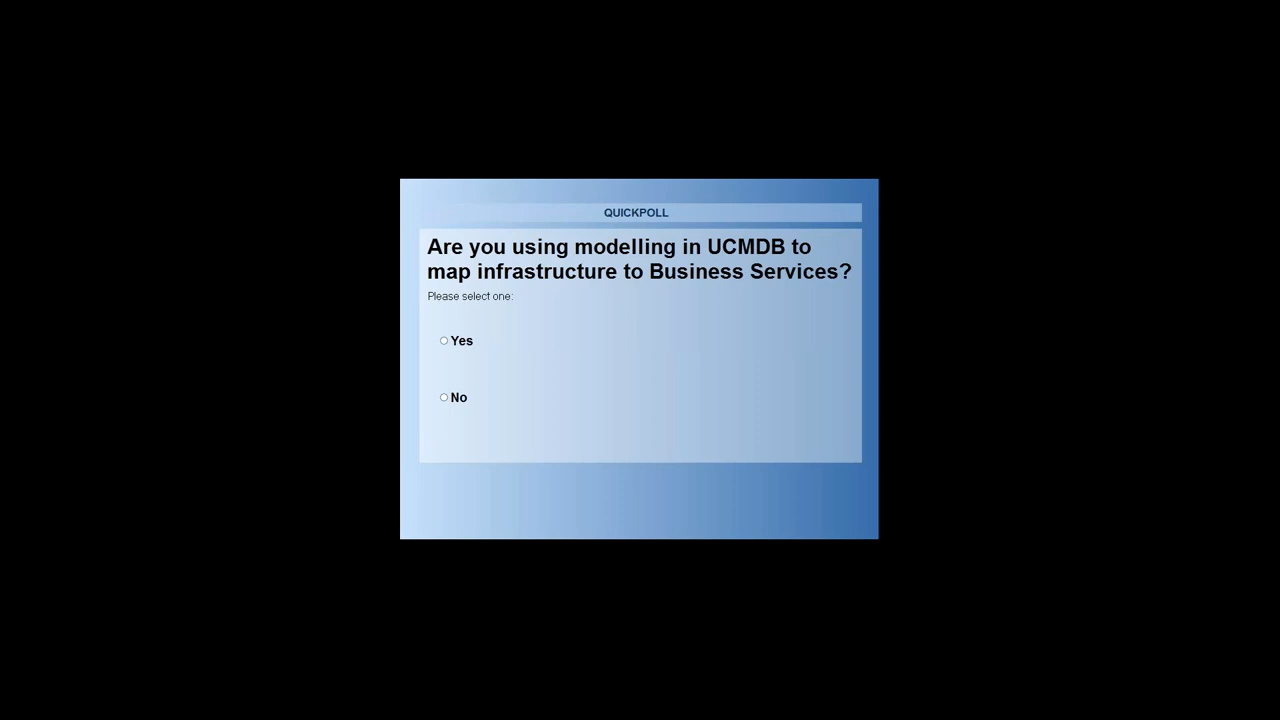 QUICKPOLL
Are you using modelling in UCMDB to
map infrastructure to Business Services?
Please select one:
Yes
No